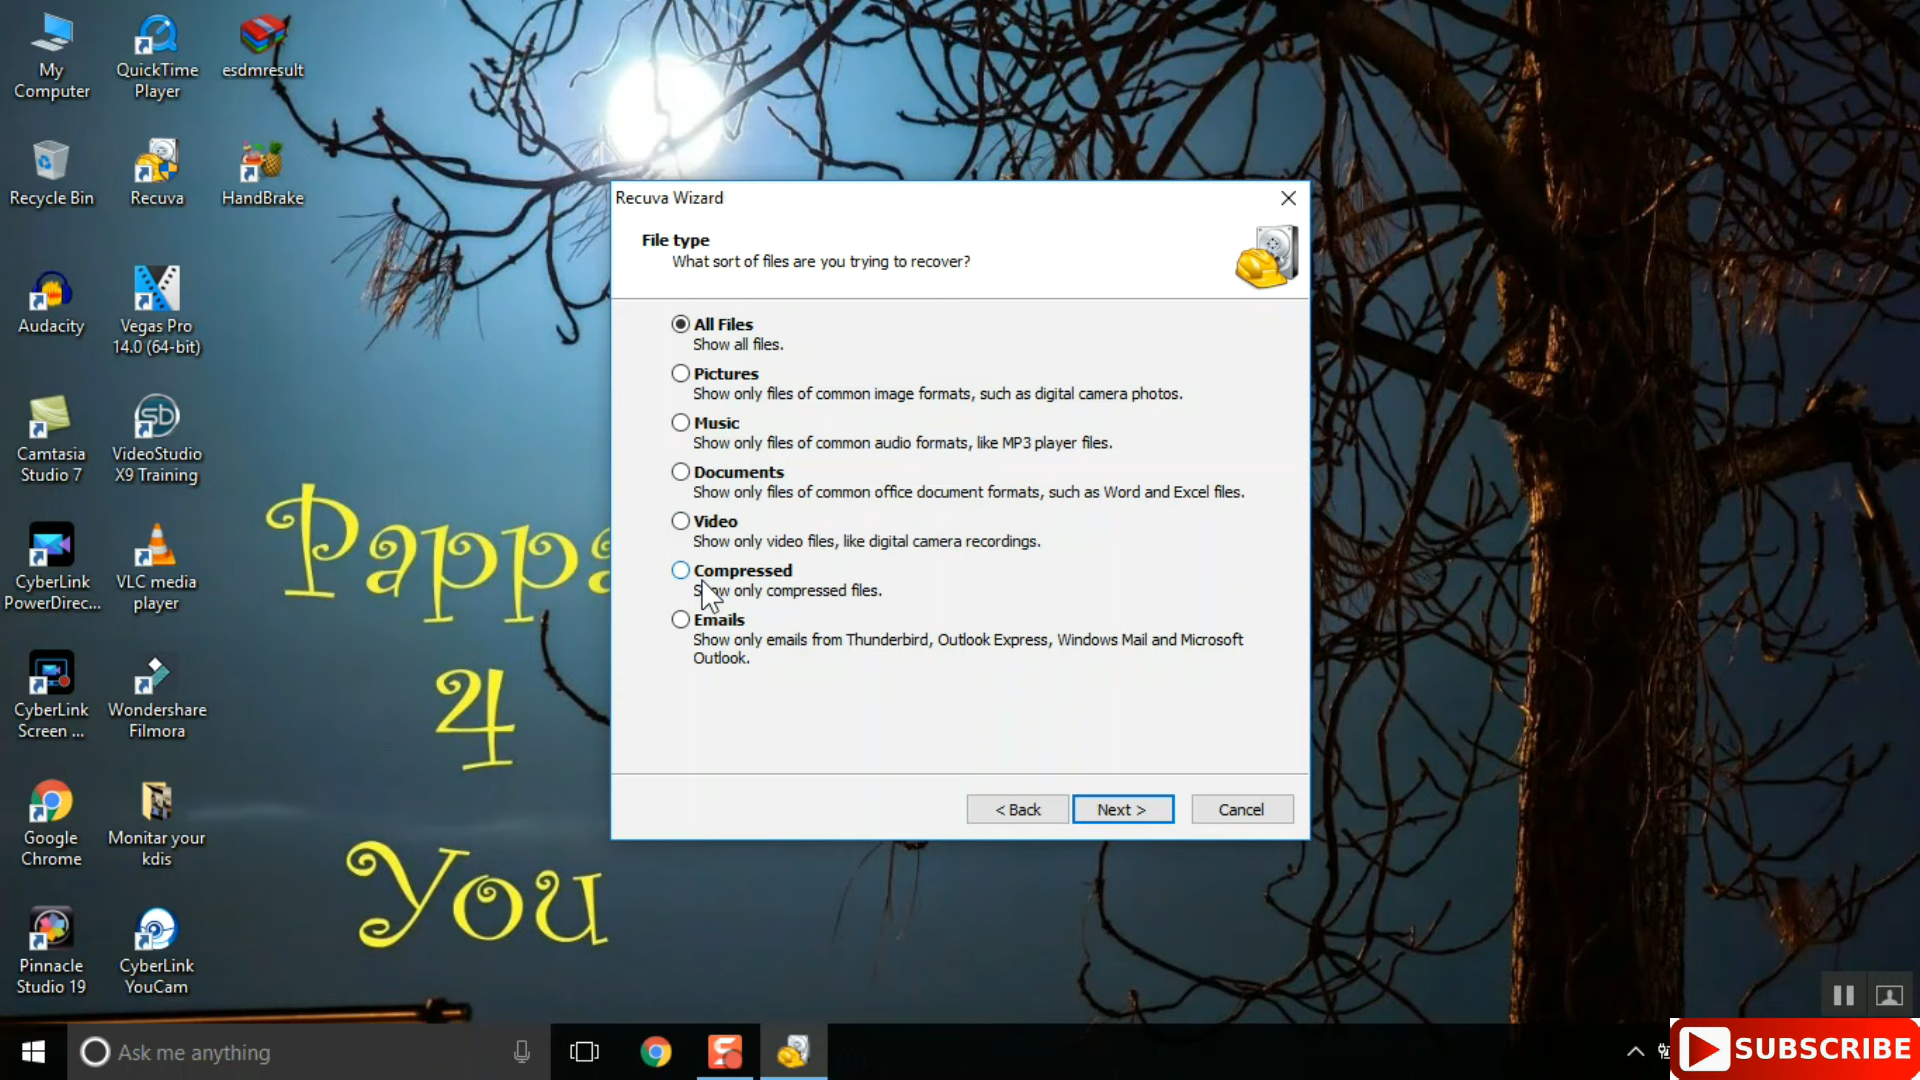 My
Computer
QuickTime
Player
esdmresult
Recycle Bin
Recuva
HandBrake
Audacity
Vegas Pro
14.0 (64-bit)
Camtasia
Studio 7
VideoStudio
X9 Training
CyberLink
PowerDirec...
VLC media
player
CyberLink
Screen ...
Wondershare
Filmora
Google
Chrome
Monitar your
kdis
Pinnacle
Studio 19
CyberLink
YouCam
Pappa
4
You
Recuva Wizard
File type
What sort of files are you trying to recover?
All Files
Show all files.
Pictures
Show only files of common image formats, such as digital camera photos.
Music
Show only files of common audio formats, like MP3 player files.
Documents
Show only files of common office document formats, such as Word and Excel files.
Video
Show only video files, like digital camera recordings.
Compressed
Show only compressed files.
Emails
Show only emails from Thunderbird, Outlook Express, Windows Mail and Microsoft
Outlook.
< Back
Next >
Cancel
Ask me anything
SUBSCRIBE